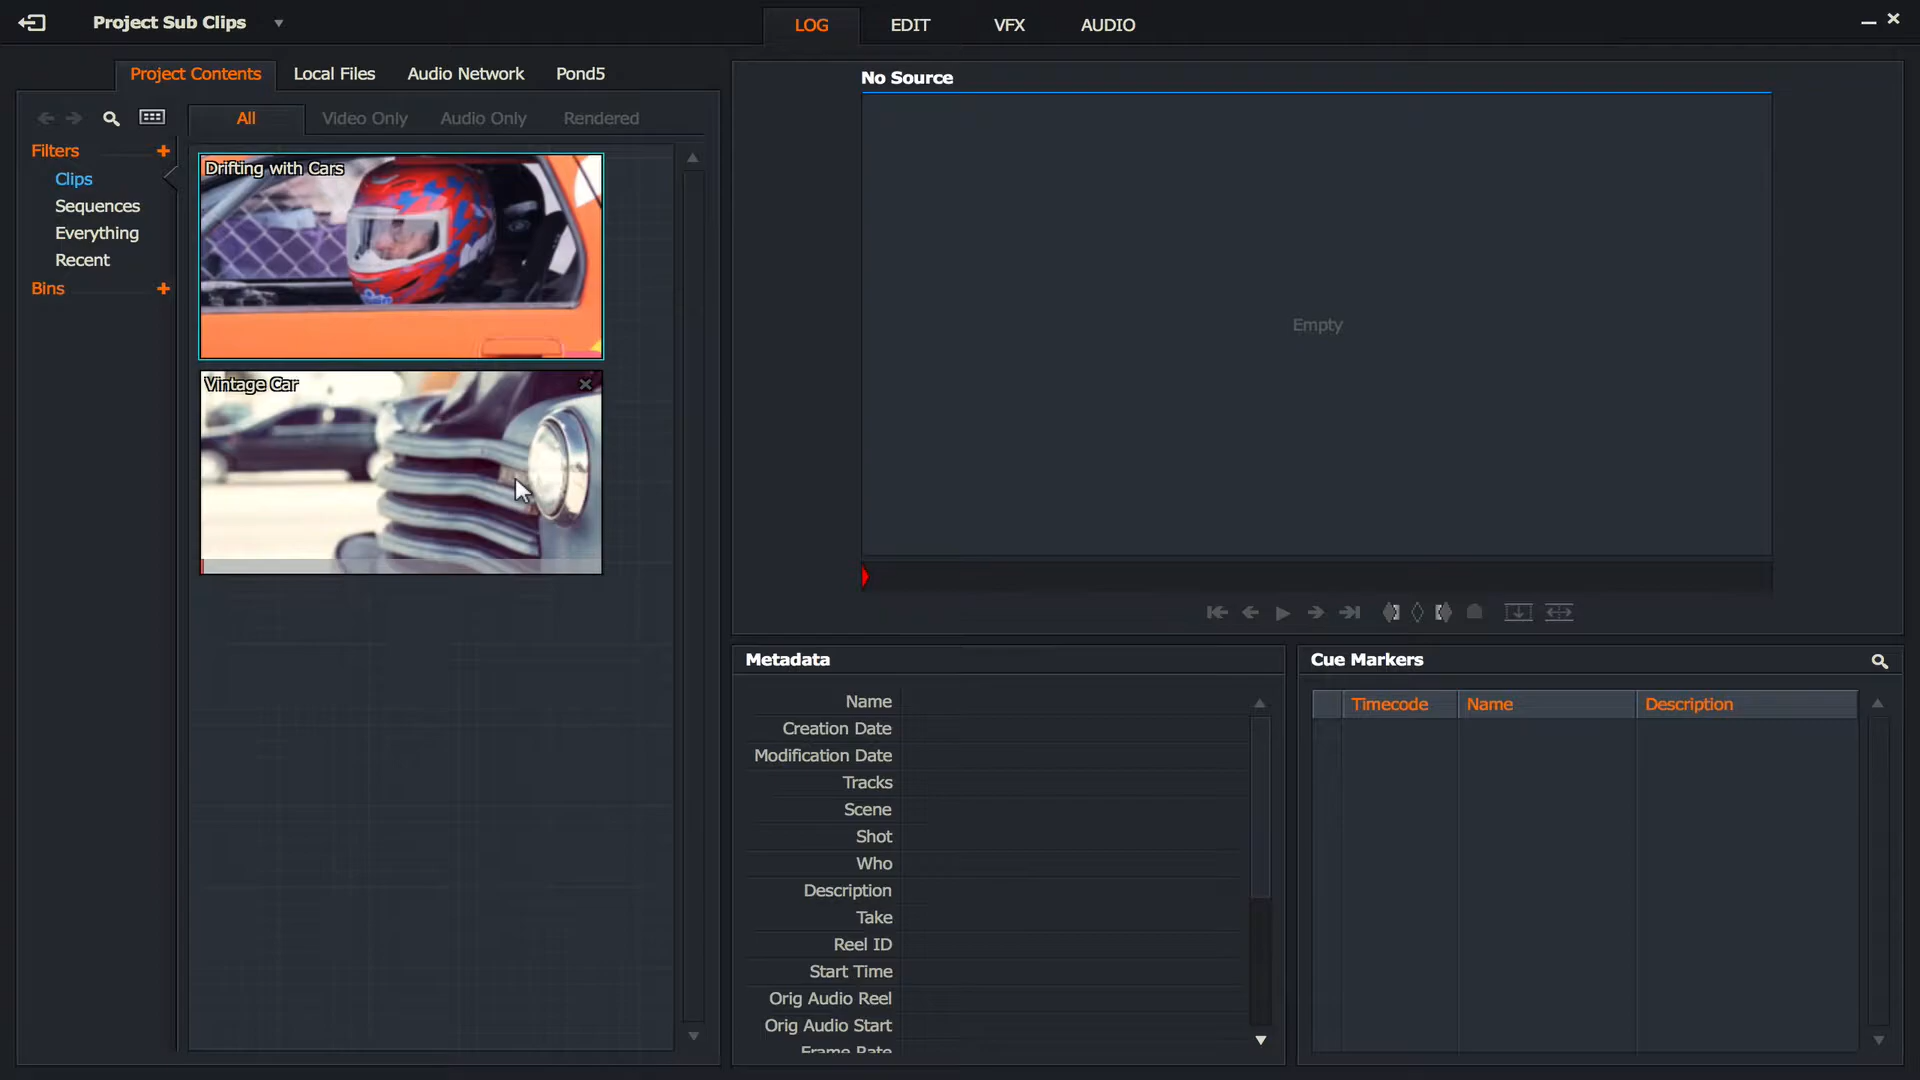 Project Sub Clips
LOG
EDIT
VFX
AUDIO
Project Contents
Local Files
Audio Network
Pond5
All
Video Only
Audio Only
Rendered
Filters
Clips
Sequences
Everything
Recent
Bins
Drifting with Cars
Vintage Car
No Source
Empty
Metadata
Name
Creation Date
Modification Date
Tracks
Scene
Shot
Who
Description
Take
Reel ID
Start Time
Orig Audio Reel
Orig Audio Start
Frame Rate
Cue Markers
Timecode
Name
Description